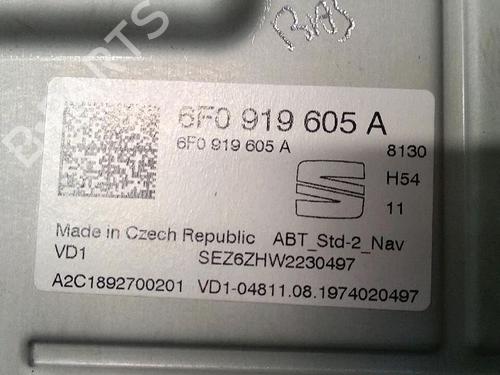 6F0 919 605 A
6F0 919 605 A
8130
H54
11
Made in Czech Republic ABT_Std-2_Nav
VD1 SEZ6ZHW2230497
A2C1892700201 VD1-04811.08.1974020497